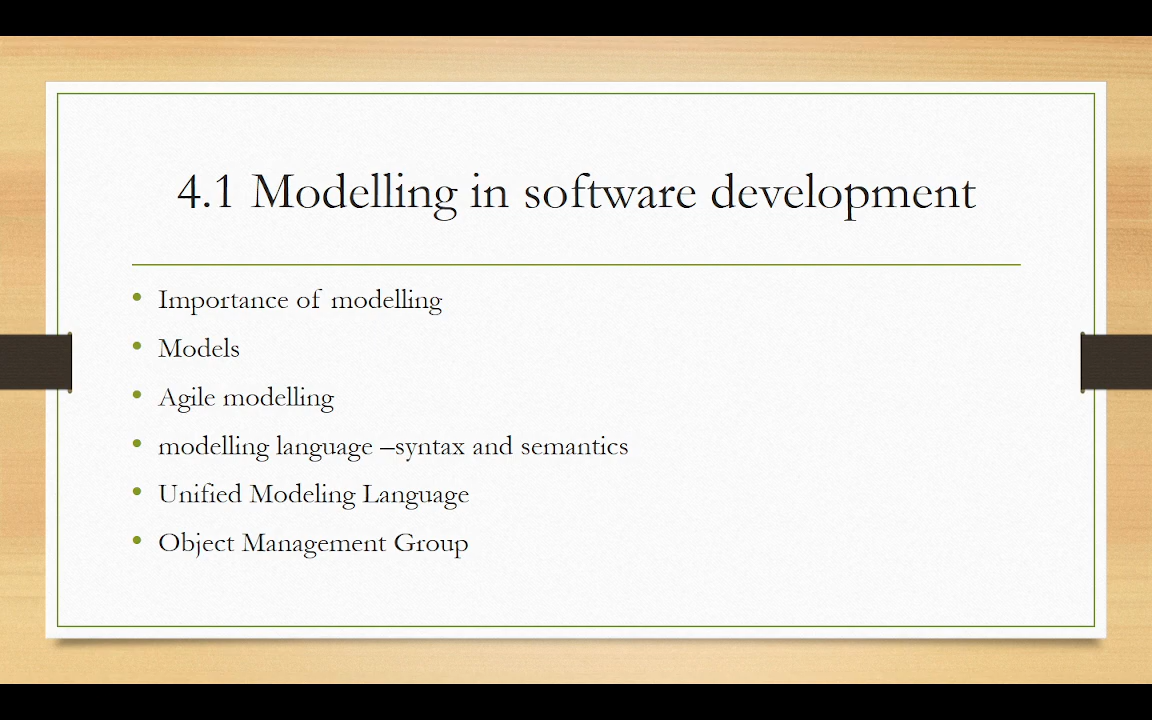 4.1 Modelling in software development
• Importance of modelling
• Models
• Agile modelling
• modelling language –syntax and semantics
• Unified Modeling Language
• Object Management Group